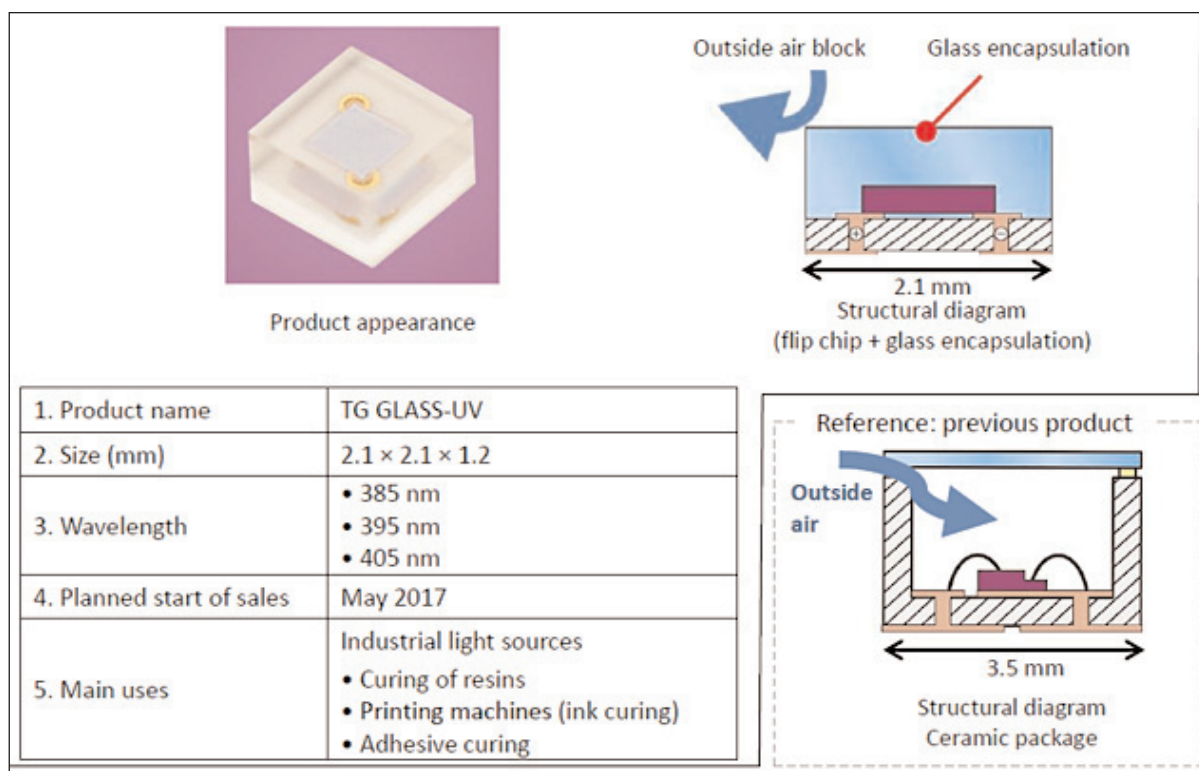 Outside air block
Glass encapsulation
+
−
2.1 mm
Product appearance
Structural diagram
(flip chip + glass encapsulation)
1. Product name
TG GLASS-UV
2. Size (mm)
2.1 × 2.1 × 1.2
3. Wavelength
• 385 nm
• 395 nm
• 405 nm
4. Planned start of sales
May 2017
5. Main uses
Industrial light sources
• Curing of resins
• Printing machines (ink curing)
• Adhesive curing
Reference: previous product
Outside
air
3.5 mm
Structural diagram
Ceramic package